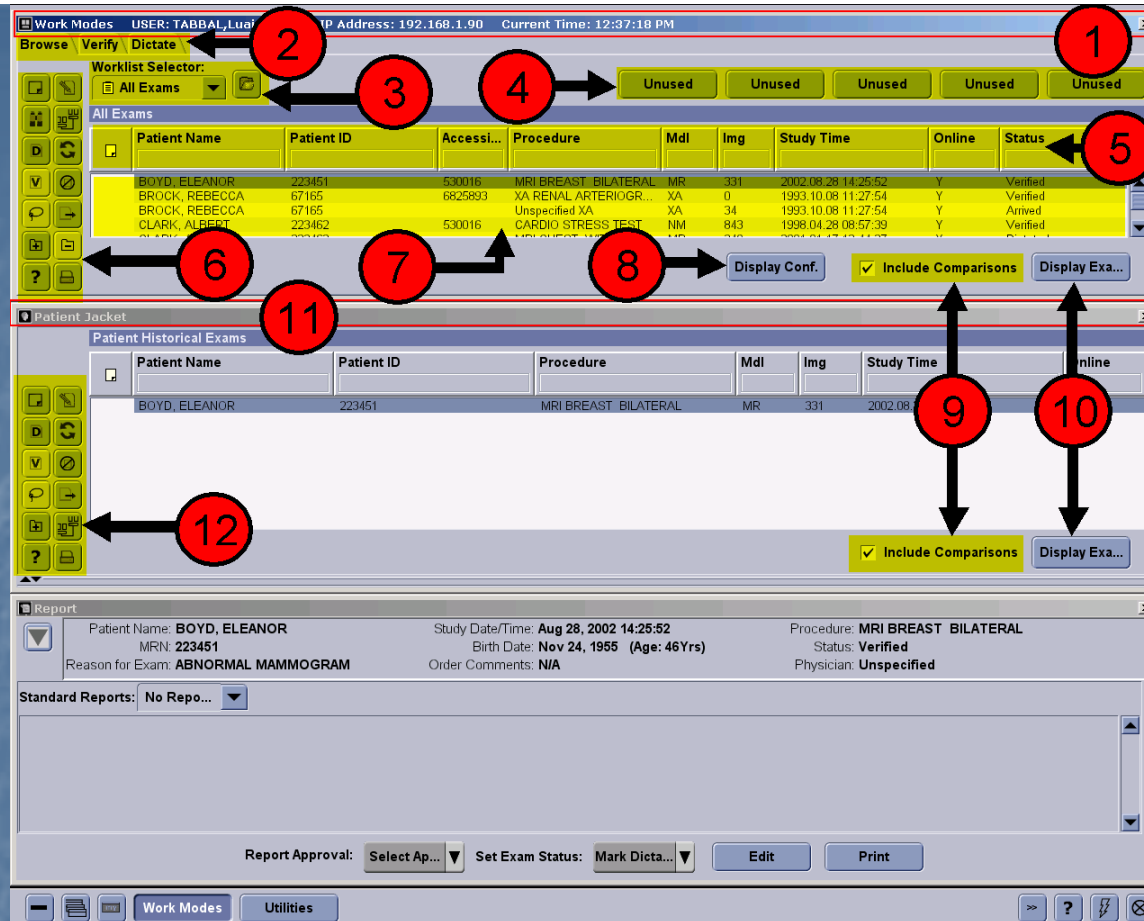 Work Modes USER: TABBAL,Luai IP Address: 192.168.1.90 Current Time: 12:37:18 PM
1
Browse Verify Dictate
2
Worklist Selector:
All Exams
3
4
Unused Unused Unused Unused Unused
All Exams
Patient Name Patient ID Accessi... Procedure Mdl Img Study Time Online Status
5
BOYD, ELEANOR 223451 530016 MRI BREAST BILATERAL MR 331 2002.08.28 14:25:52 Y Verified
BROCK, REBECCA 67165 6825893 XA RENAL ARTERIOGR... XA 0 1993.10.08 11:27:54 Y Verified
BROCK, REBECCA 67165 Unspecified XA XA 34 1993.10.08 11:27:54 Y Arrived
CLARK, ALBERT 223462 530016 CARDIO STRESS TEST NM 843 1998.04.28 08:57:39 Y Verified
6
7
8
Display Conf. Include Comparisons Display Exa...
Patient Jacket
11
Patient Historical Exams
Patient Name Patient ID Procedure Mdl Img Study Time Online
BOYD, ELEANOR 223451 MRI BREAST BILATERAL MR 331 2002.08
9
10
12
Include Comparisons Display Exa...
Report
Patient Name: BOYD, ELEANOR Study Date/Time: Aug 28, 2002 14:25:52 Procedure: MRI BREAST BILATERAL
MRN: 223451 Birth Date: Nov 24, 1955 (Age: 46Yrs) Status: Verified
Reason for Exam: ABNORMAL MAMMOGRAM Order Comments: N/A Physician: Unspecified
Standard Reports: No Repo...
Report Approval: Select Ap... Set Exam Status: Mark Dicta... Edit Print
Work Modes Utilities >> ?